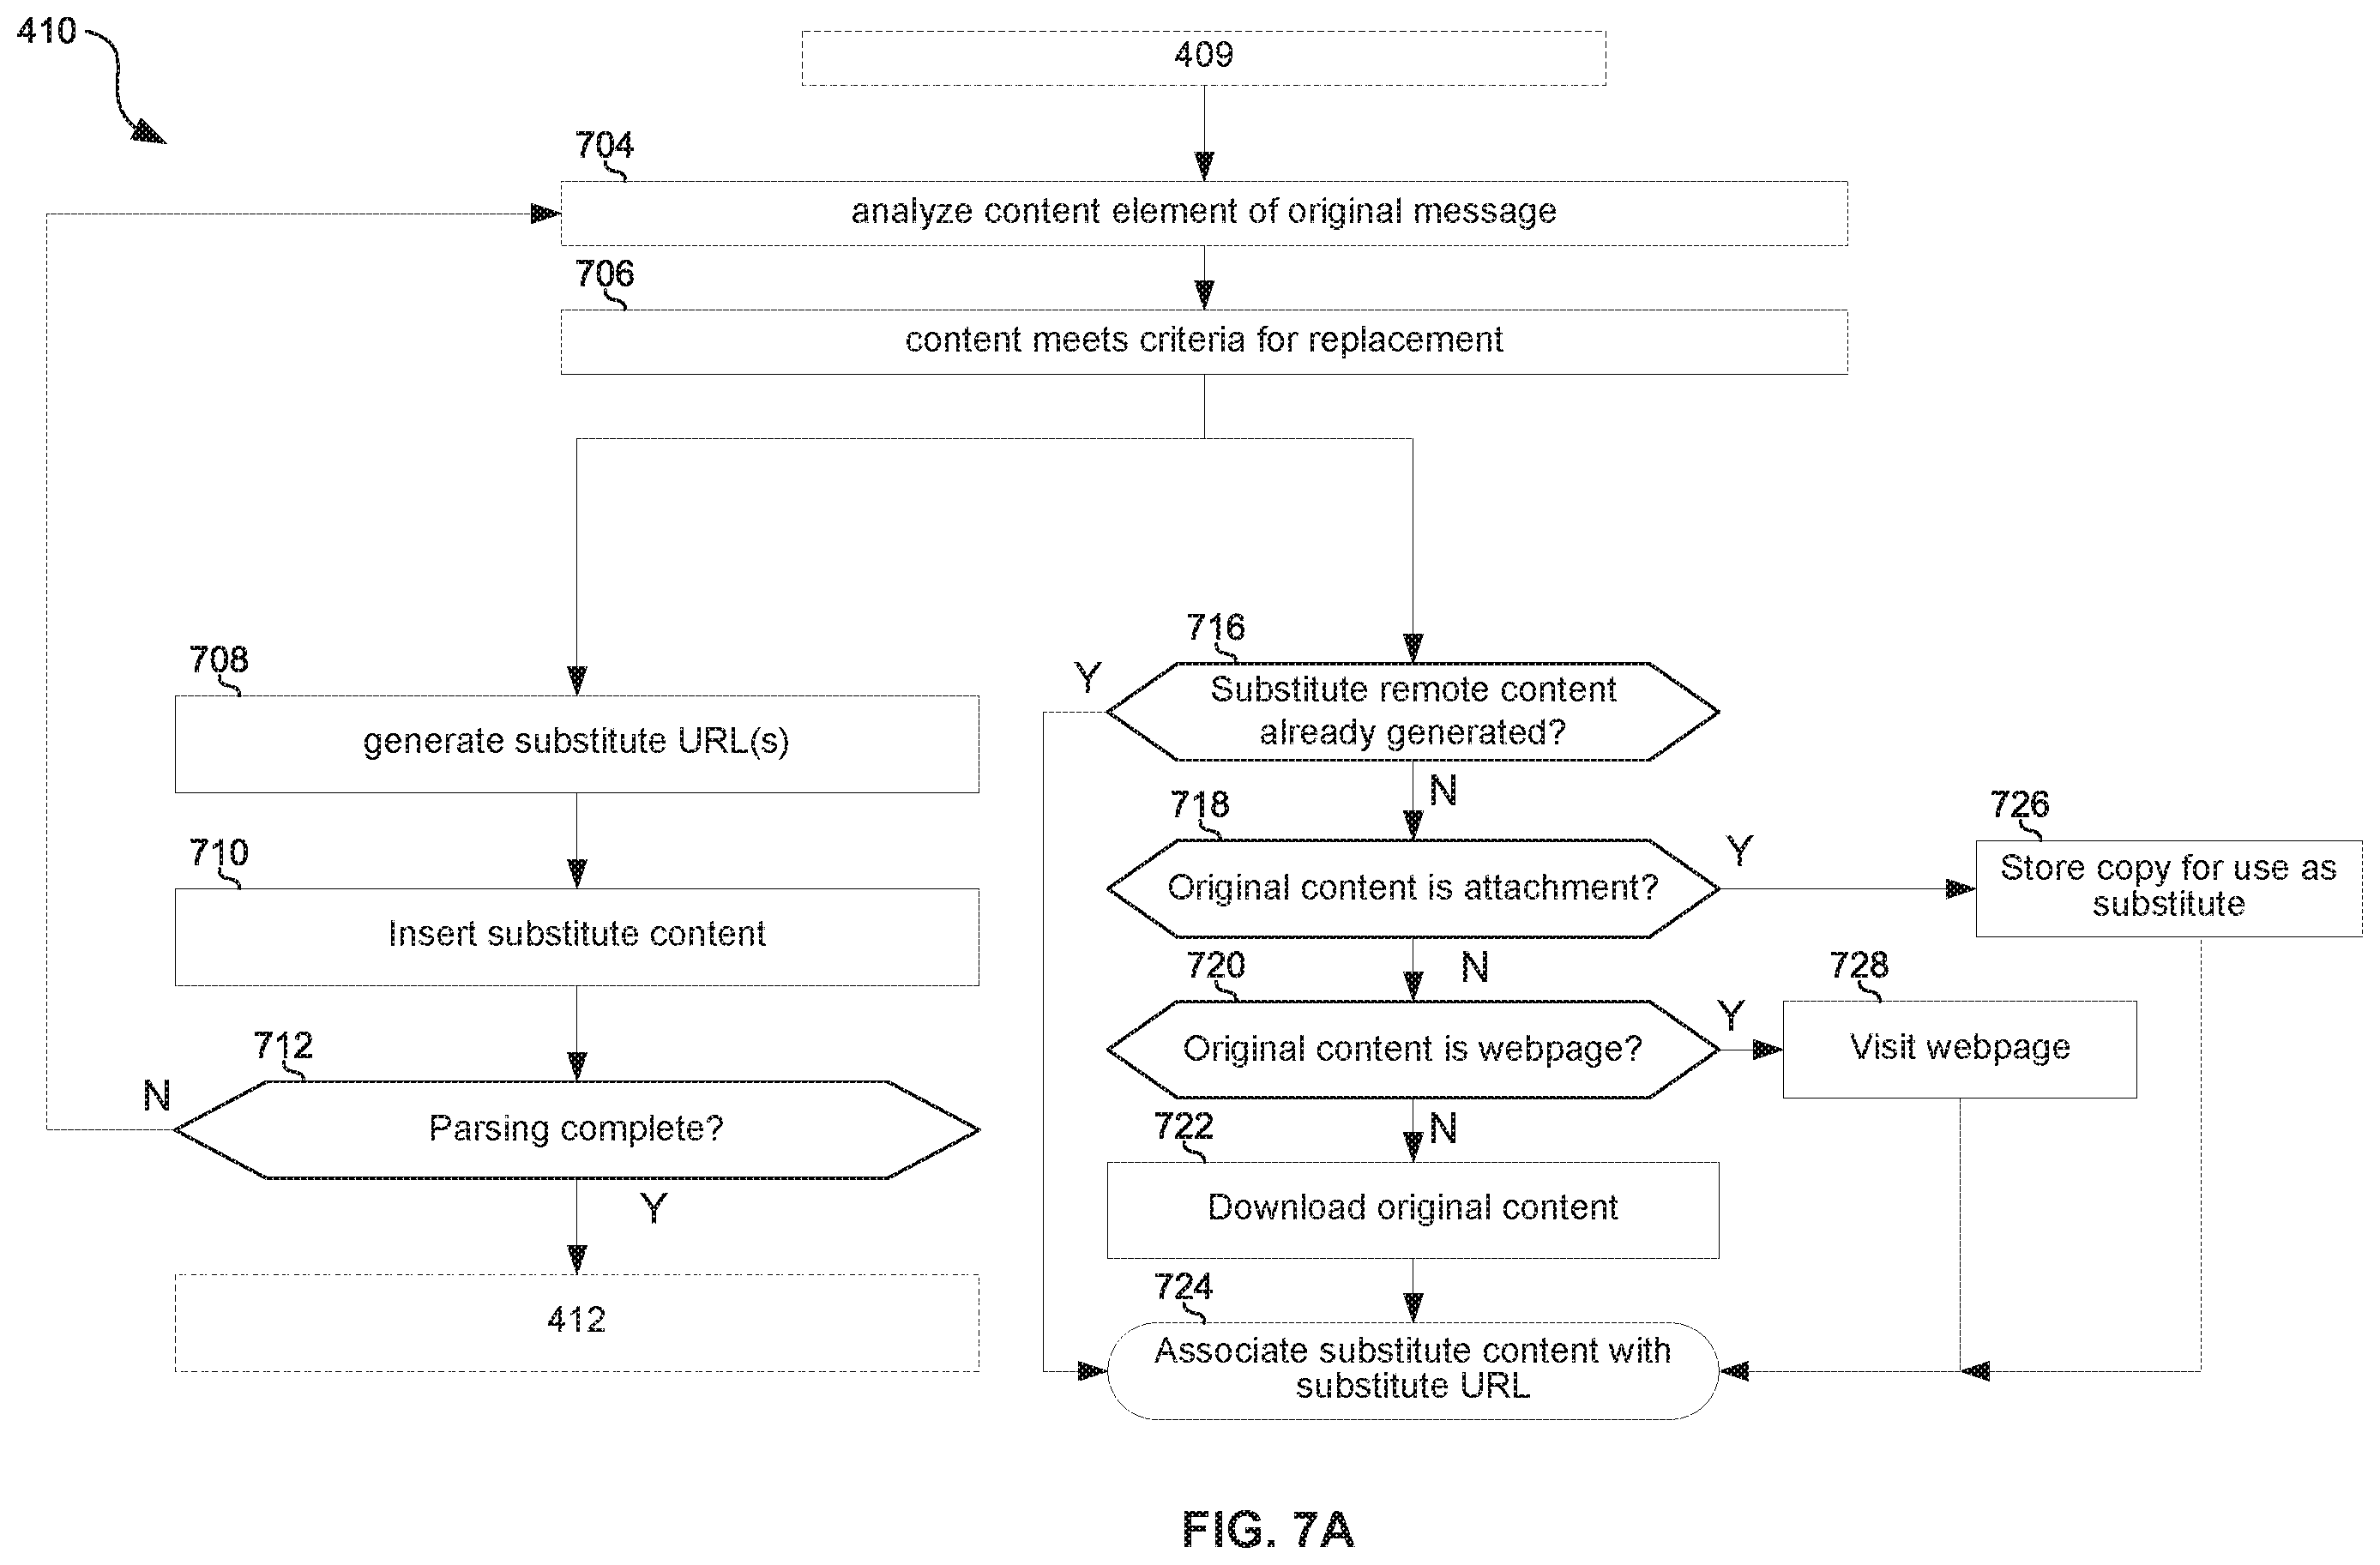 410
409
704
analyze content element of original message
706
content meets criteria for replacement
708
generate substitute URL(s)
710
Insert substitute content
712
N
Parsing complete?
Y
412
716
Y
Substitute remote content
already generated?
N
718
Y
Original content is attachment?
726
Store copy for use as
substitute
N
720
Y
Original content is webpage?
728
Visit webpage
N
722
Download original content
724
Associate substitute content with
substitute URL
FIG. 7A